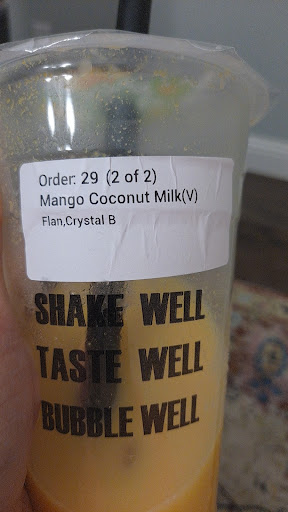 Order: 29 (2 of 2)
Mango Coconut Milk(V)
Flan,Crystal B
SHAKE WELL
TASTE WELL
BUBBLE WELL